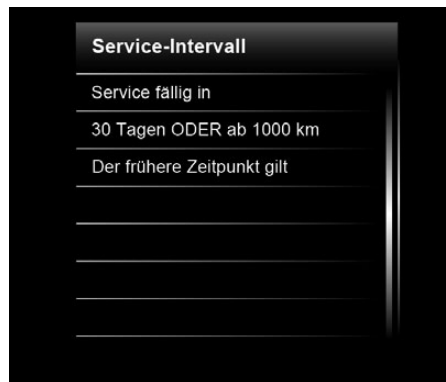 Service-Intervall
Service fällig in
30 Tagen ODER ab 1000 km
Der frühere Zeitpunkt gilt